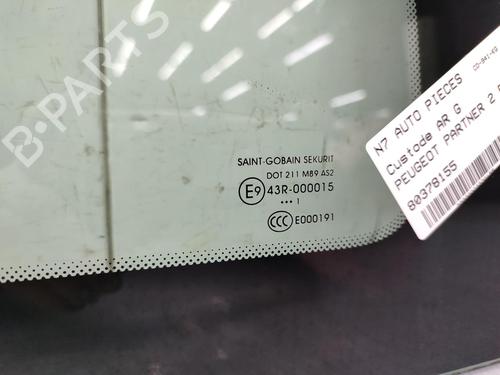 B-PARTS
SAINT-GOBAIN SEKURIT
DOT 211 M89 AS2
E9 43R-000015
••• 1
CCC E000191
N7 AUTO PIECES
Custode AR G
PEUGEOT PARTNER 2
80378155